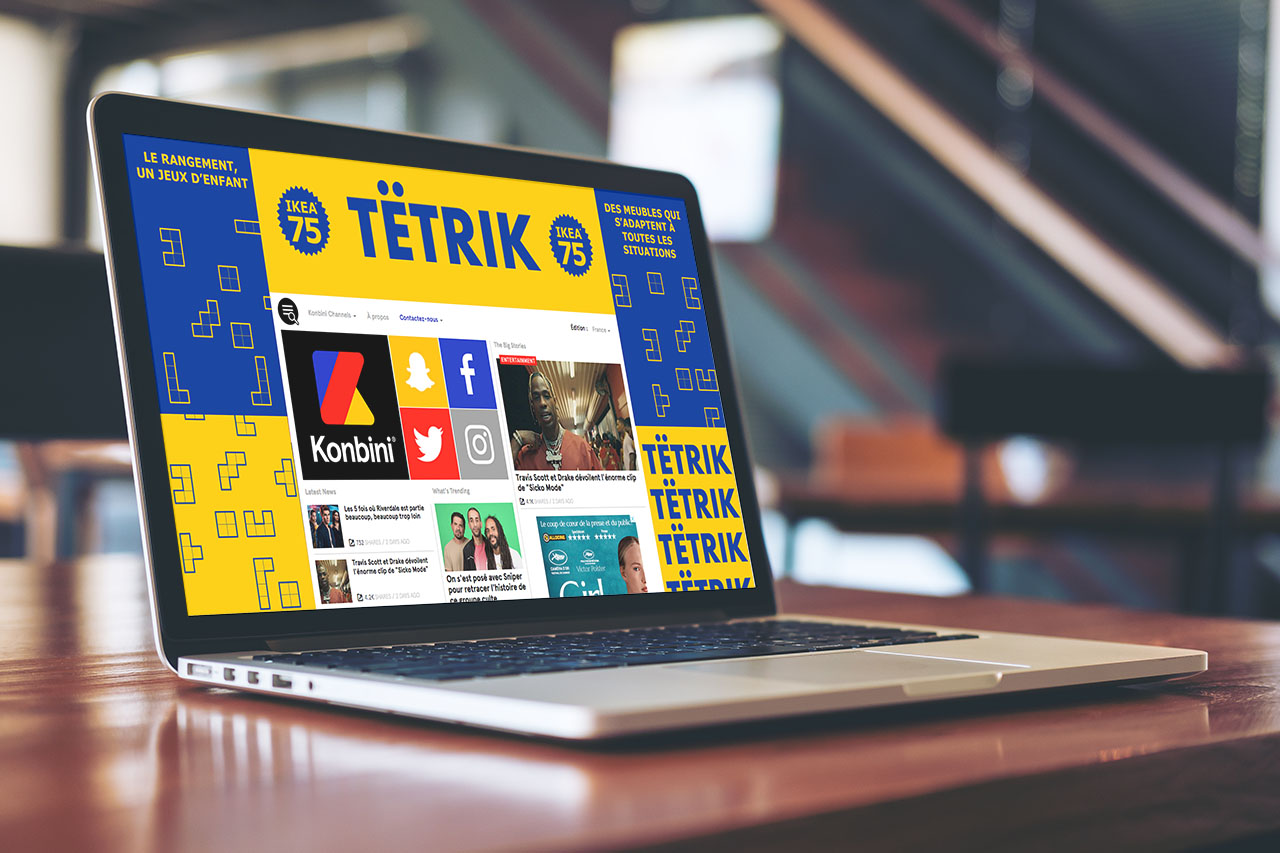 LE RANGEMENT,
UN JEUX D'ENFANT
IKEA
75
TËTRIK
IKEA
75
DES MEUBLES QUI
S'ADAPTENT À
TOUTES LES
SITUATIONS
Konbini Channels
À propos
Contactez-nous
Édition :
France
The Big Stories
ENTERTAINMENT
Konbini®
Travis Scott et Drake dévoilent l'énorme clip
de "Sicko Mode"
4.1K SHARES / 2 DAYS AGO
Latest News
Les 5 fois où Riverdale est partie
beaucoup, beaucoup trop loin
732 SHARES / 2 DAYS AGO
Travis Scott et Drake dévoilent
l'énorme clip de "Sicko Mode"
4.2K SHARES / 2 DAYS AGO
What's Trending
On s'est posé avec Sniper
pour retracer l'histoire de
ce groupe culte
Le coup de cœur de la presse et du public
ALLOCINÉ
Girl
TËTRIK
TËTRIK
TËTRIK
TËTRIK